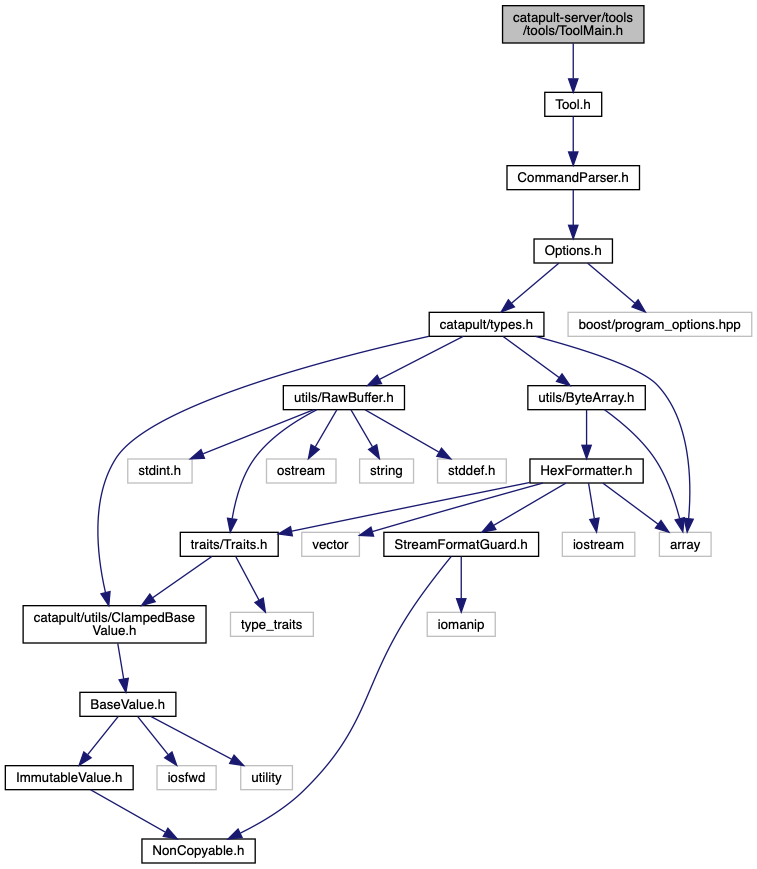 catapult-server/tools
/tools/ToolMain.h
Tool.h
CommandParser.h
Options.h
catapult/types.h
boost/program_options.hpp
utils/RawBuffer.h
utils/ByteArray.h
stdint.h
ostream
string
stddef.h
HexFormatter.h
traits/Traits.h
vector
StreamFormatGuard.h
iostream
array
catapult/utils/ClampedBase
Value.h
type_traits
iomanip
BaseValue.h
ImmutableValue.h
iosfwd
utility
NonCopyable.h